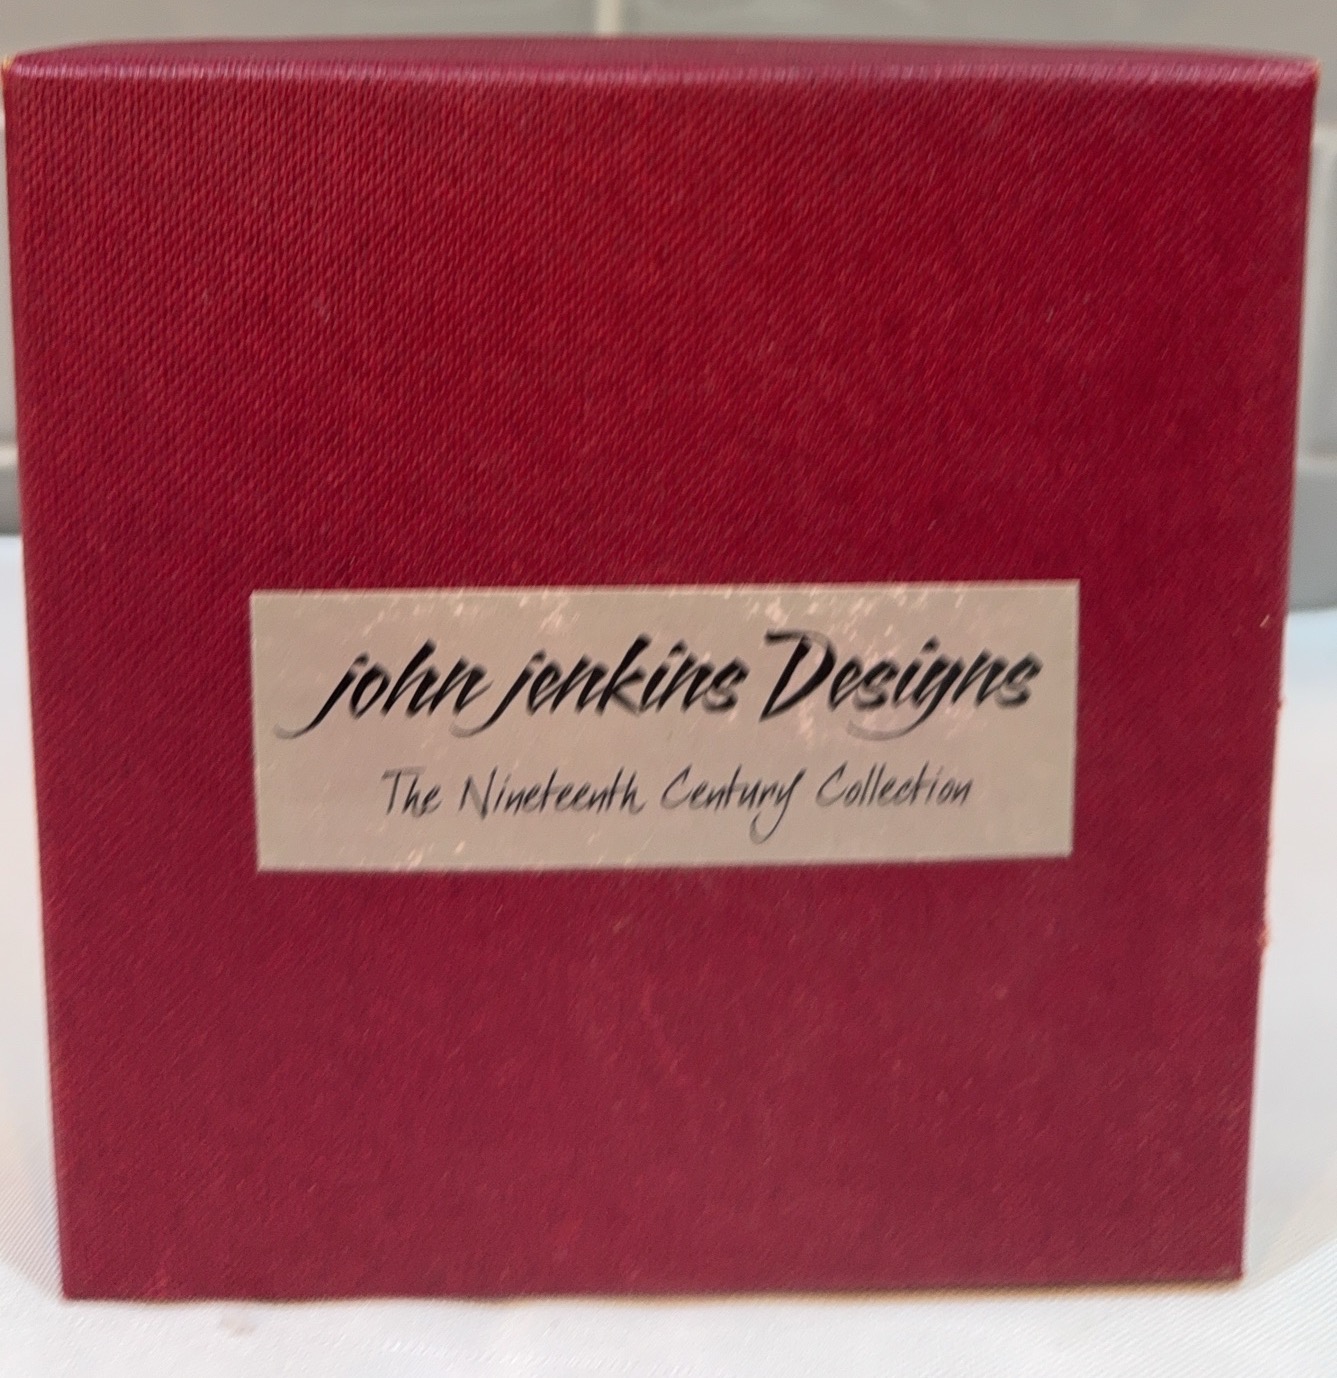 john jenkins Designs
The Nineteenth Century Collection